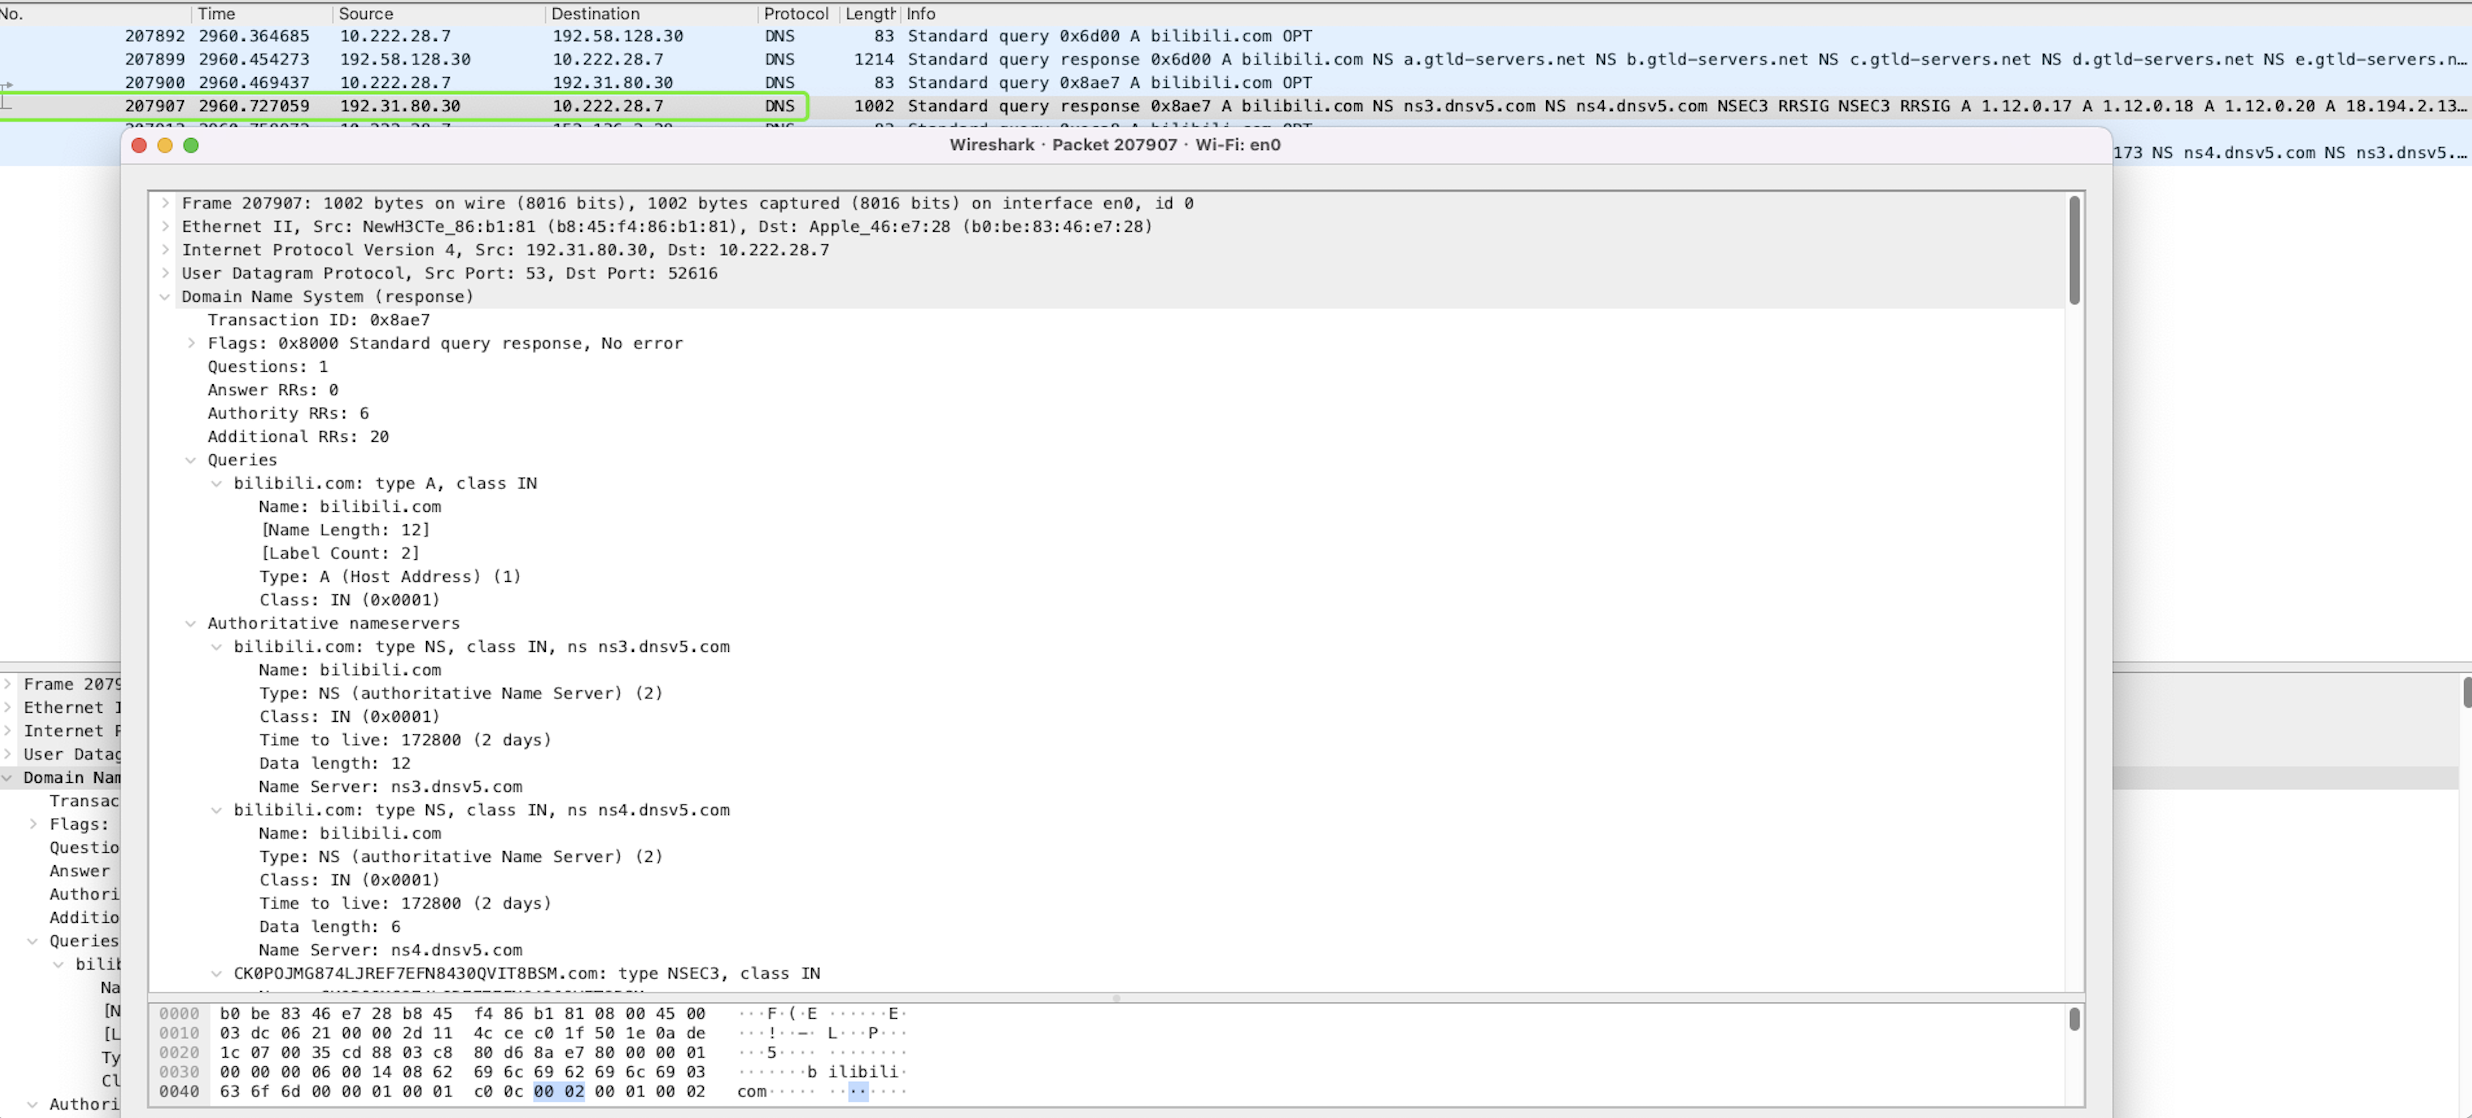 No. Time Source Destination Protocol Length Info
207892 2960.364685 10.222.28.7 192.58.128.30 DNS 83 Standard query 0x6d00 A bilibili.com OPT
207899 2960.454273 192.58.128.30 10.222.28.7 DNS 1214 Standard query response 0x6d00 A bilibili.com NS a.gtld-servers.net NS b.gtld-servers.net NS c.gtld-servers.net NS d.gtld-servers.net NS e.gtld-servers.n…
207900 2960.469437 10.222.28.7 192.31.80.30 DNS 83 Standard query 0x8ae7 A bilibili.com OPT
207907 2960.727059 192.31.80.30 10.222.28.7 DNS 1002 Standard query response 0x8ae7 A bilibili.com NS ns3.dnsv5.com NS ns4.dnsv5.com NSEC3 RRSIG NSEC3 RRSIG A 1.12.0.17 A 1.12.0.18 A 1.12.0.20 A 18.194.2.13…
173 NS ns4.dnsv5.com NS ns3.dnsv5.…
Wireshark · Packet 207907 · Wi-Fi: en0
Frame 207907: 1002 bytes on wire (8016 bits), 1002 bytes captured (8016 bits) on interface en0, id 0
Ethernet II, Src: NewH3CTe_86:b1:81 (b8:45:f4:86:b1:81), Dst: Apple_46:e7:28 (b0:be:83:46:e7:28)
Internet Protocol Version 4, Src: 192.31.80.30, Dst: 10.222.28.7
User Datagram Protocol, Src Port: 53, Dst Port: 52616
Domain Name System (response)
Transaction ID: 0x8ae7
Flags: 0x8000 Standard query response, No error
Questions: 1
Answer RRs: 0
Authority RRs: 6
Additional RRs: 20
Queries
bilibili.com: type A, class IN
Name: bilibili.com
[Name Length: 12]
[Label Count: 2]
Type: A (Host Address) (1)
Class: IN (0x0001)
Authoritative nameservers
bilibili.com: type NS, class IN, ns ns3.dnsv5.com
Name: bilibili.com
Type: NS (authoritative Name Server) (2)
Class: IN (0x0001)
Time to live: 172800 (2 days)
Data length: 12
Name Server: ns3.dnsv5.com
bilibili.com: type NS, class IN, ns ns4.dnsv5.com
Name: bilibili.com
Type: NS (authoritative Name Server) (2)
Class: IN (0x0001)
Time to live: 172800 (2 days)
Data length: 6
Name Server: ns4.dnsv5.com
CK0POJMG874LJREF7EFN8430QVIT8BSM.com: type NSEC3, class IN
0000 b0 be 83 46 e7 28 b8 45 f4 86 b1 81 08 00 45 00 ···F·(·E ······E·
0010 03 dc 06 21 00 00 2d 11 4c ce c0 1f 50 1e 0a de ···!··-· L···P···
0020 1c 07 00 35 cd 88 03 c8 80 d6 8a e7 80 00 00 01 ···5···· ········
0030 00 00 00 06 00 14 08 62 69 6c 69 62 69 6c 69 03 ·······b ilibili·
0040 63 6f 6d 00 00 01 00 01 c0 0c 00 02 00 01 00 02 com····· ········
Frame 2079
Ethernet I
Internet P
User Datag
Domain Nam
Transac
Flags:
Questio
Answer
Authori
Additio
Queries
bilib
Na
[N
[L
Ty
Cl
Authori